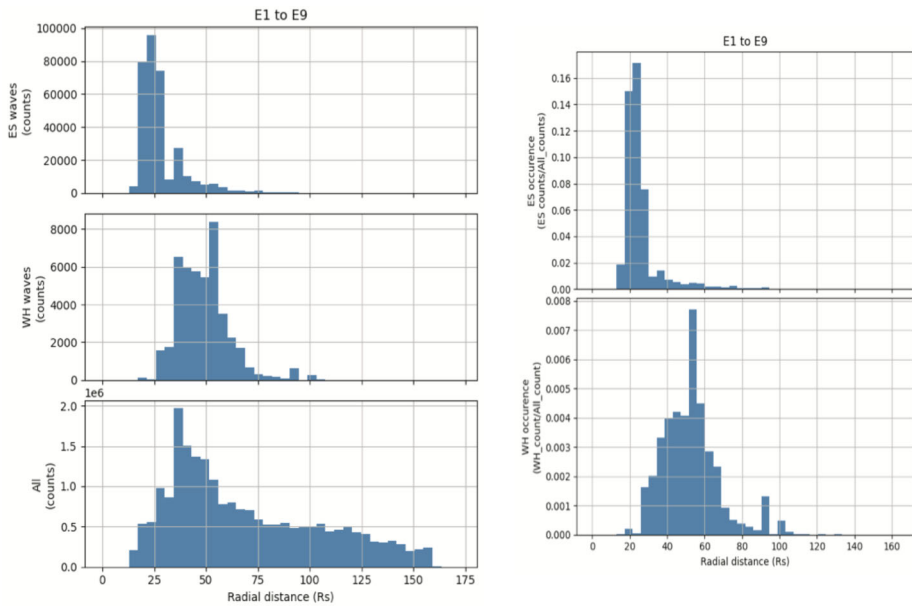 E1 to E9
ES waves
(counts)
100000
80000
60000
40000
20000
0
WH waves
(counts)
8000
6000
4000
2000
0
1e6
All
(counts)
2.0
1.5
1.0
0.5
0.0
0 25 50 75 100 125 150 175
Radial distance (Rs)
E1 to E9
ES occurence
(ES counts/All_counts)
0.16
0.14
0.12
0.10
0.08
0.06
0.04
0.02
0.00
WH occurence
(WH_count/All_count)
0.008
0.007
0.006
0.005
0.004
0.003
0.002
0.001
0.000
0 20 40 60 80 100 120 140 160
Radial distance (Rs)